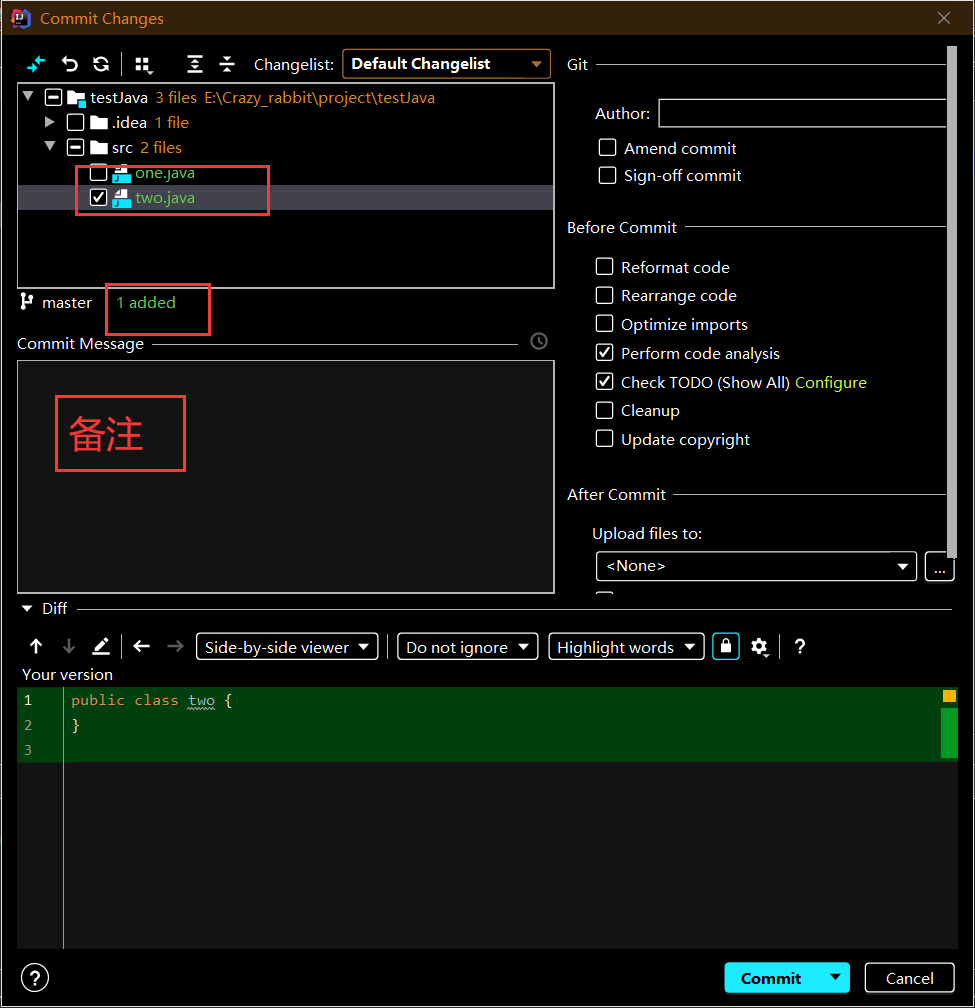 Commit Changes
Changelist: Default Changelist
testJava 3 files E:\Crazy_rabbit\project\testJava
.idea 1 file
src 2 files
one.java
two.java
master 1 added
Commit Message
备注
Git
Author:
Amend commit
Sign-off commit
Before Commit
Reformat code
Rearrange code
Optimize imports
Perform code analysis
Check TODO (Show All) Configure
Cleanup
Update copyright
After Commit
Upload files to:
<None> ...
Diff
Side-by-side viewer Do not ignore Highlight words ?
Your version
1 public class two {
2 }
3
? Commit Cancel